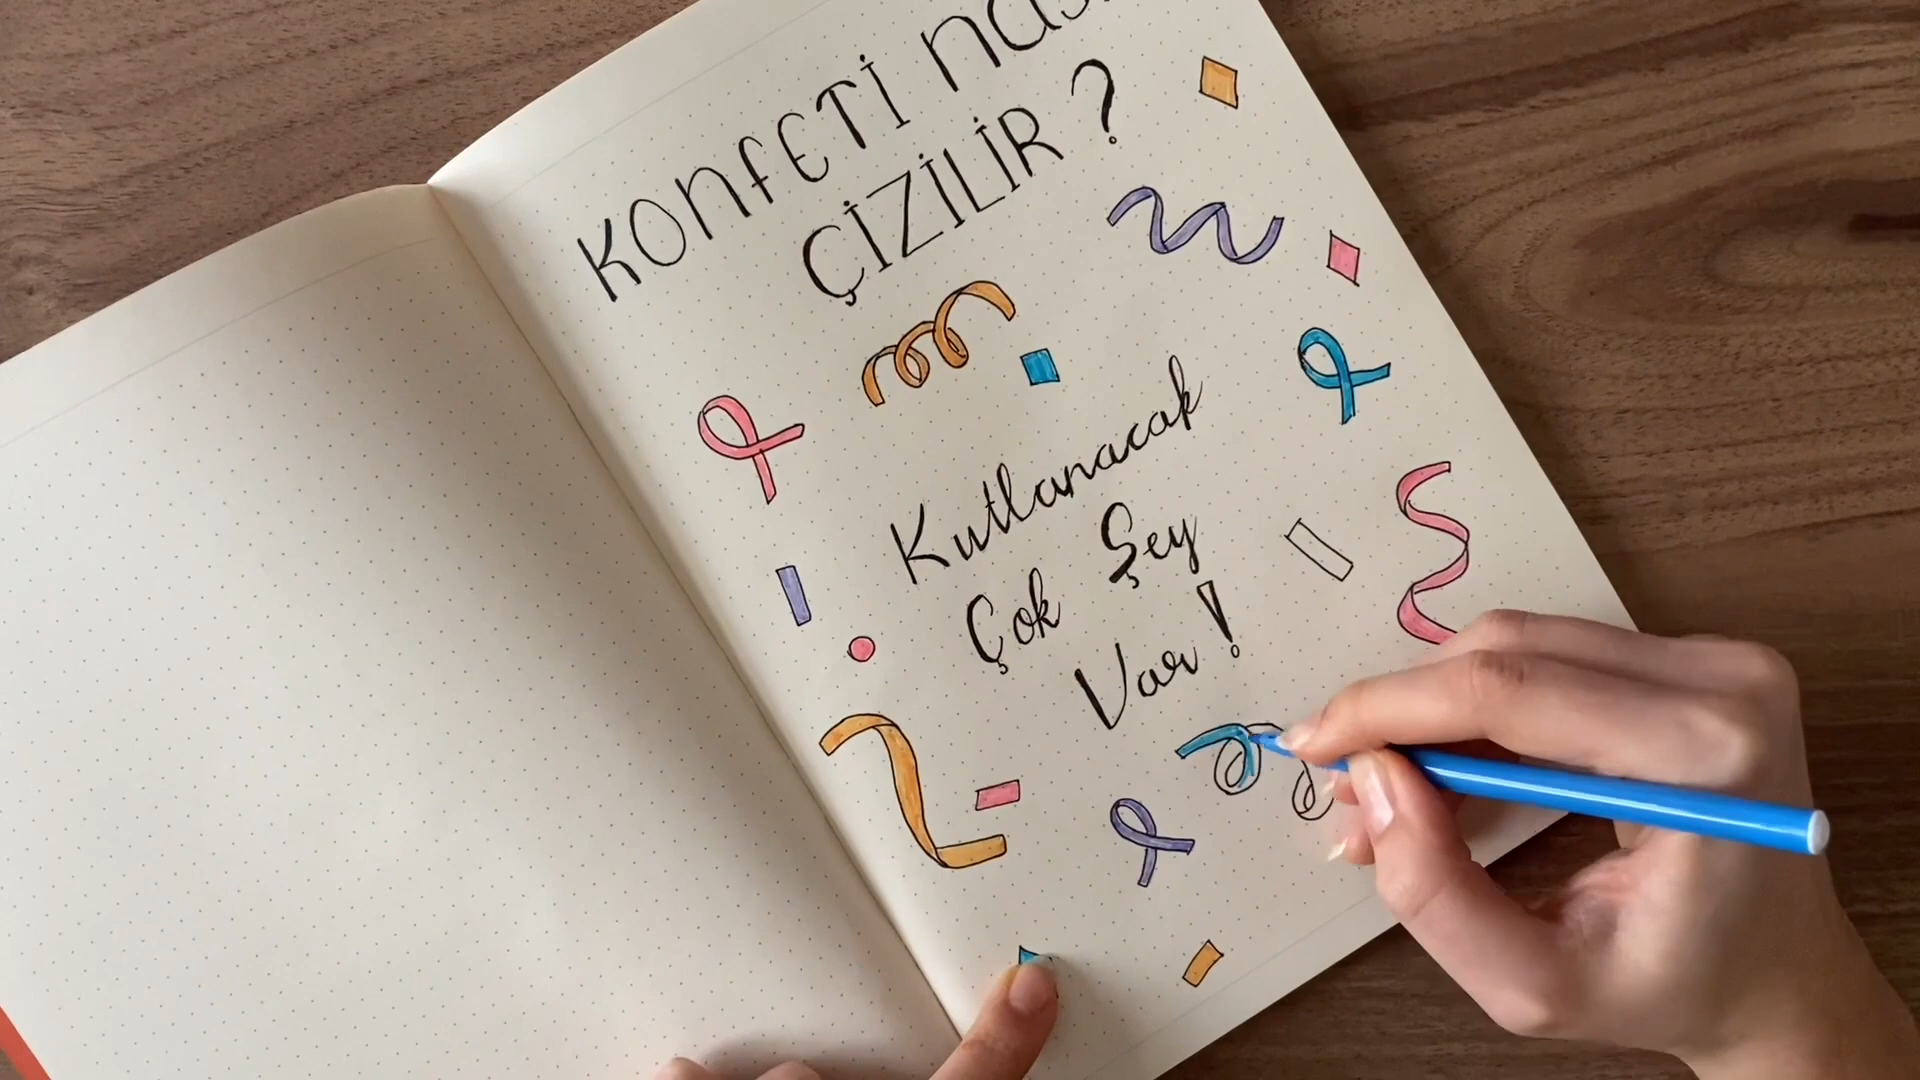 KONFETİ
ÇİZİLİR ?
Kutlanacak
Çok Şey
Var!